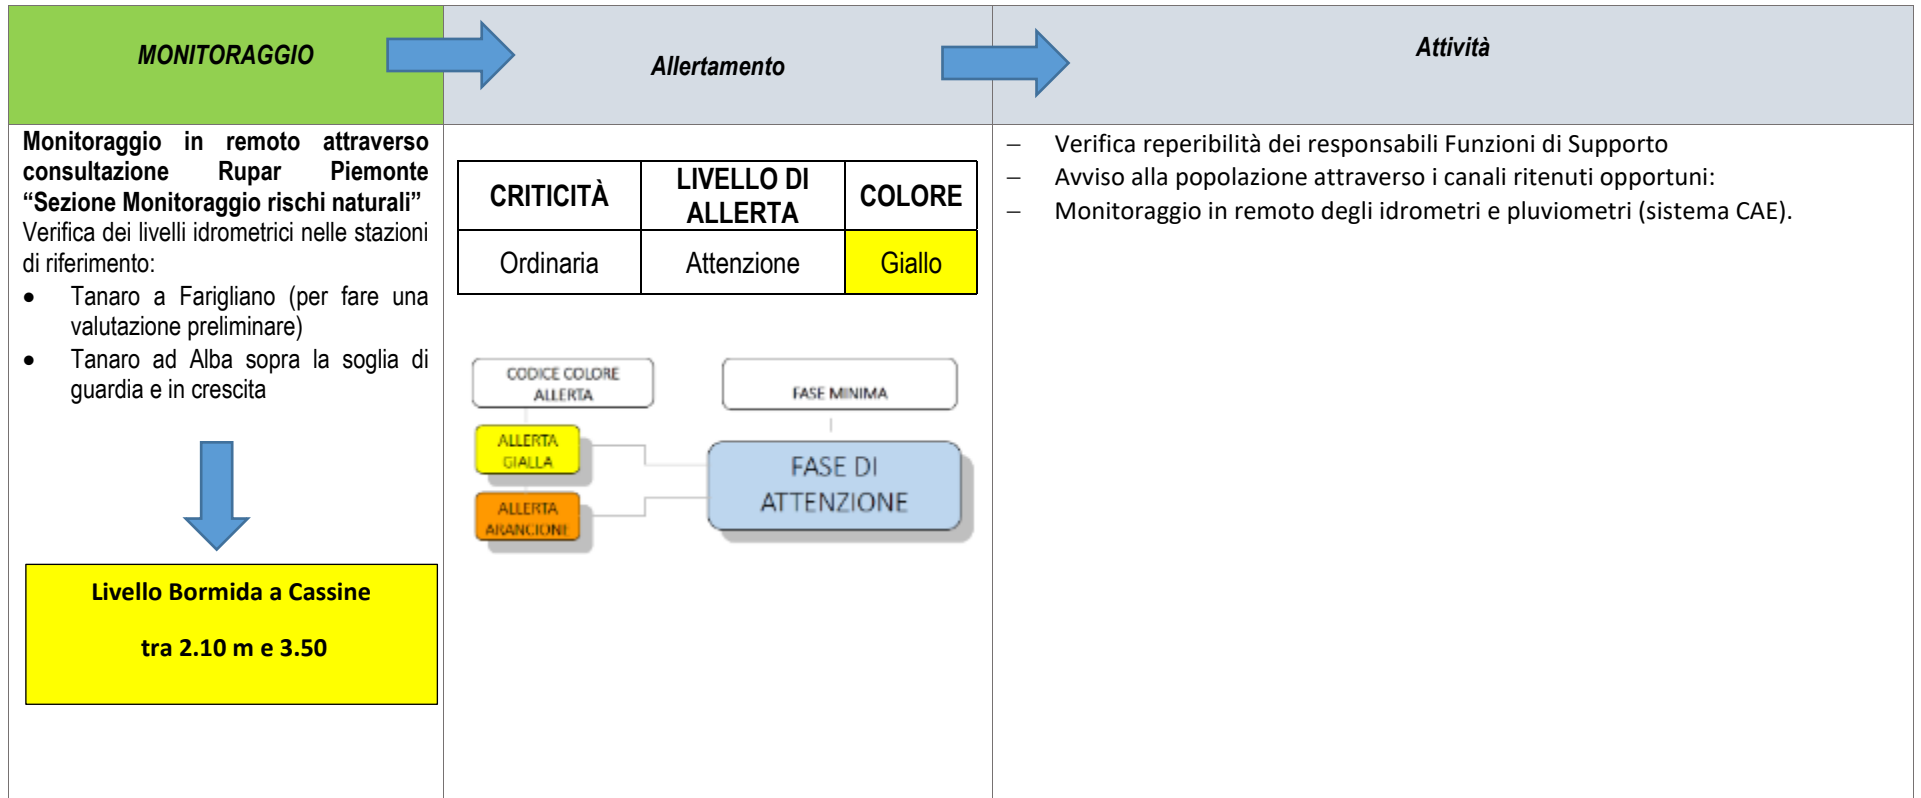 MONITORAGGIO
Allertamento
Attività
Monitoraggio in remoto attraverso
consultazione Rupar Piemonte
“Sezione Monitoraggio rischi naturali”
Verifica dei livelli idrometrici nelle stazioni
di riferimento:
• Tanaro a Farigliano (per fare una
valutazione preliminare)
• Tanaro ad Alba sopra la soglia di
guardia e in crescita
Livello Bormida a Cassine
tra 2.10 m e 3.50
CRITICITÀ
LIVELLO DI
ALLERTA
COLORE
Ordinaria
Attenzione
Giallo
CODICE COLORE
ALLERTA
FASE MINIMA
ALLERTA
GIALLA
ALLERTA
ARANCIONE
FASE DI
ATTENZIONE
– Verifica reperibilità dei responsabili Funzioni di Supporto
– Avviso alla popolazione attraverso i canali ritenuti opportuni:
– Monitoraggio in remoto degli idrometri e pluviometri (sistema CAE).